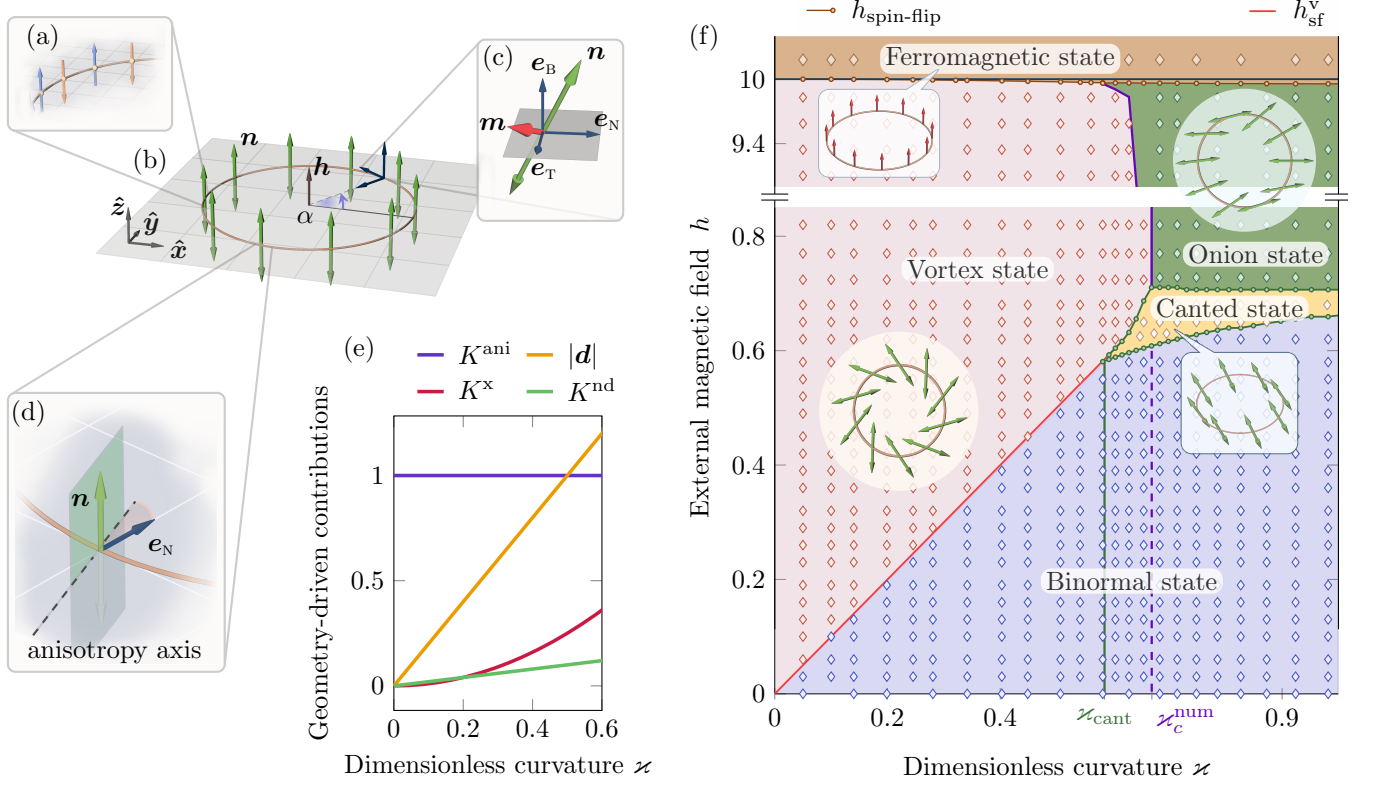 (a)
(b)
n
h
α
ẑ
ŷ
x̂
(c)
n
e_B
m
e_N
e_T
(d)
n
e_N
anisotropy axis
(e)
K^ani
|d|
K^x
K^nd
Geometry-driven contributions
1
0.5
0
0
0.2
0.4
0.6
Dimensionless curvature ϰ
(f)
h_spin-flip
h_sf^v
Ferromagnetic state
10
9.4
0.8
0.6
0.4
0.2
0
External magnetic field h
Vortex state
Onion state
Canted state
Binormal state
0
0.2
0.4
ϰ_cant
ϰ_c^num
0.9
Dimensionless curvature ϰ